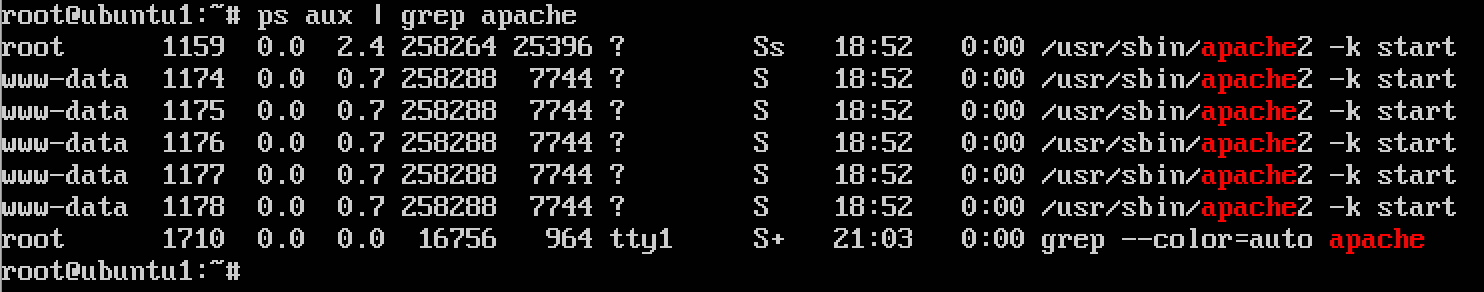 root@ubuntu1:~# ps aux | grep apache
root      1159  0.0  2.4 258264 25396 ?        Ss   18:52   0:00 /usr/sbin/apache2 -k start
www-data  1174  0.0  0.7 258288  7744 ?        S    18:52   0:00 /usr/sbin/apache2 -k start
www-data  1175  0.0  0.7 258288  7744 ?        S    18:52   0:00 /usr/sbin/apache2 -k start
www-data  1176  0.0  0.7 258288  7744 ?        S    18:52   0:00 /usr/sbin/apache2 -k start
www-data  1177  0.0  0.7 258288  7744 ?        S    18:52   0:00 /usr/sbin/apache2 -k start
www-data  1178  0.0  0.7 258288  7744 ?        S    18:52   0:00 /usr/sbin/apache2 -k start
root      1710  0.0  0.0  16756   964 tty1     S+   21:03   0:00 grep --color=auto apache
root@ubuntu1:~#